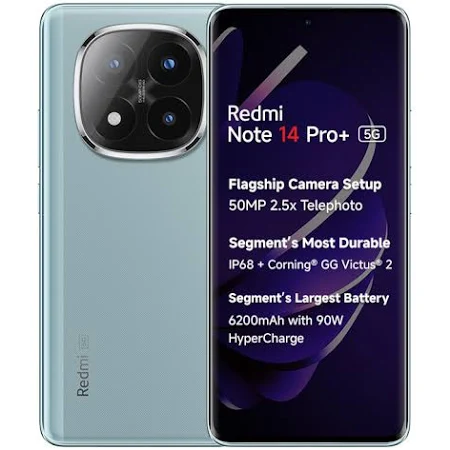 Redmi
Note 14 Pro+ 5G
Flagship Camera Setup
50MP 2.5x Telephoto
Segment's Most Durable
IP68 + Corning® GG Victus® 2
Segment's Largest Battery
6200mAh with 90W
HyperCharge
Redmi 5G